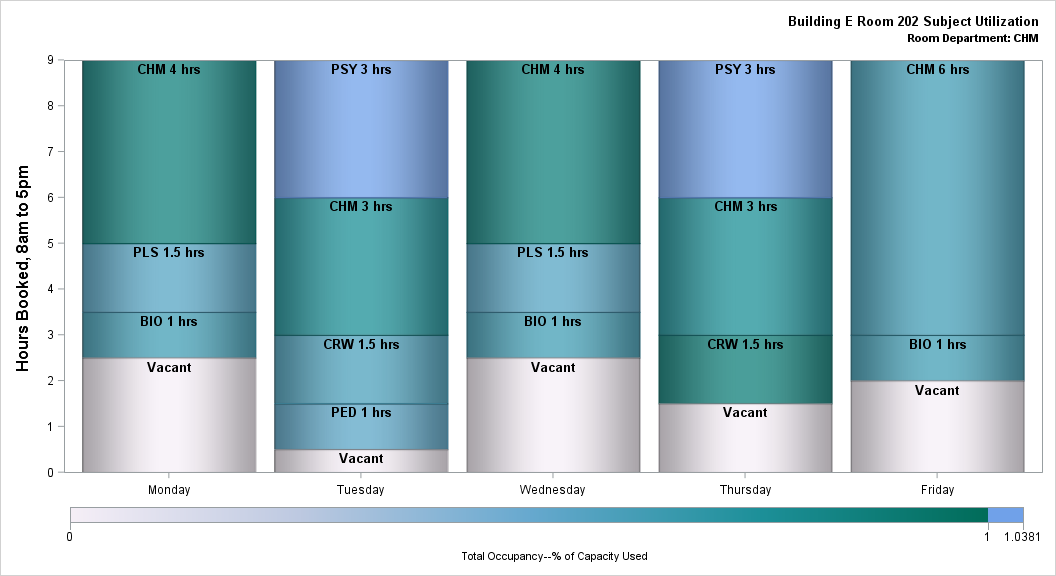 Building E Room 202 Subject Utilization
Room Department: CHM
Hours Booked, 8am to 5pm
9
8
7
6
5
4
3
2
1
0
CHM 4 hrs
PLS 1.5 hrs
BIO 1 hrs
Vacant
PSY 3 hrs
CHM 3 hrs
CRW 1.5 hrs
PED 1 hrs
Vacant
CHM 4 hrs
PLS 1.5 hrs
BIO 1 hrs
Vacant
PSY 3 hrs
CHM 3 hrs
CRW 1.5 hrs
Vacant
CHM 6 hrs
BIO 1 hrs
Vacant
Monday Tuesday Wednesday Thursday Friday
0 1 1.0381
Total Occupancy--% of Capacity Used